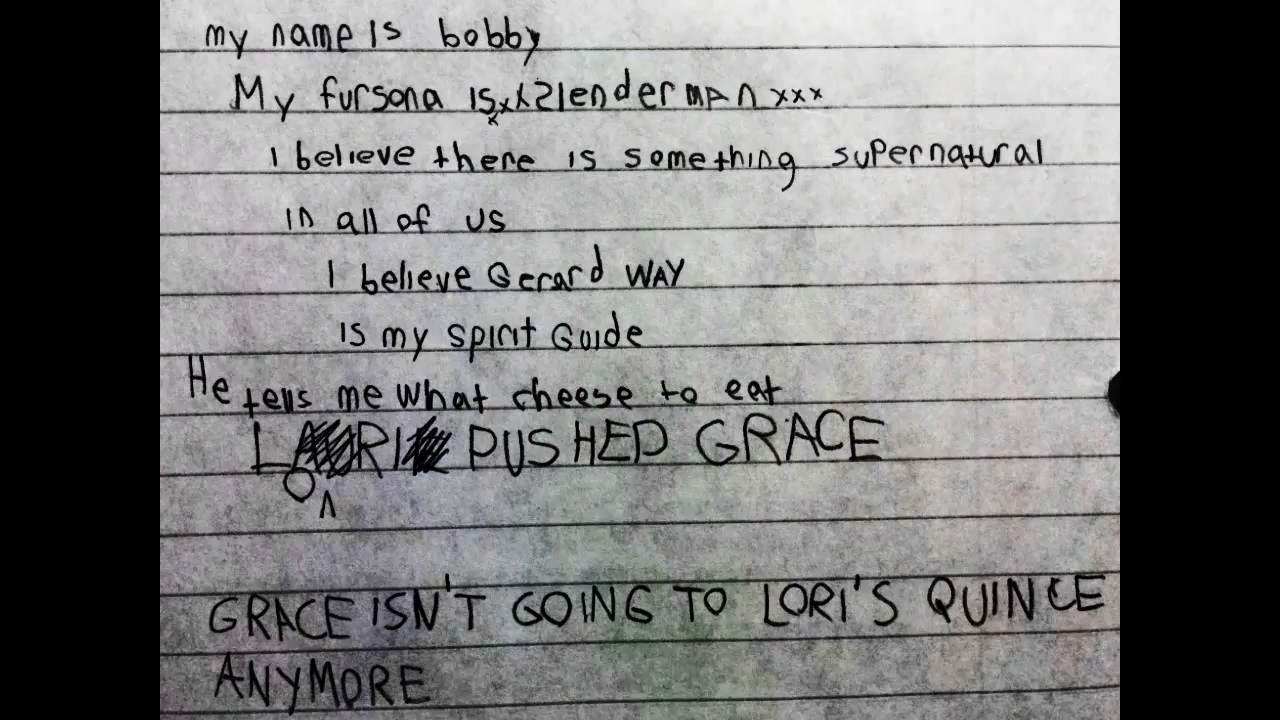 my name is bobby
My fursona is xXxSlenderman xxx
I believe there is something supernatural
in all of us
I believe Gerard WAY
is my spirit Guide
He tells me what cheese to eat
LORI PUSHED GRACE
GRACE ISN'T GOING TO LORI'S QUINCE
ANYMORE